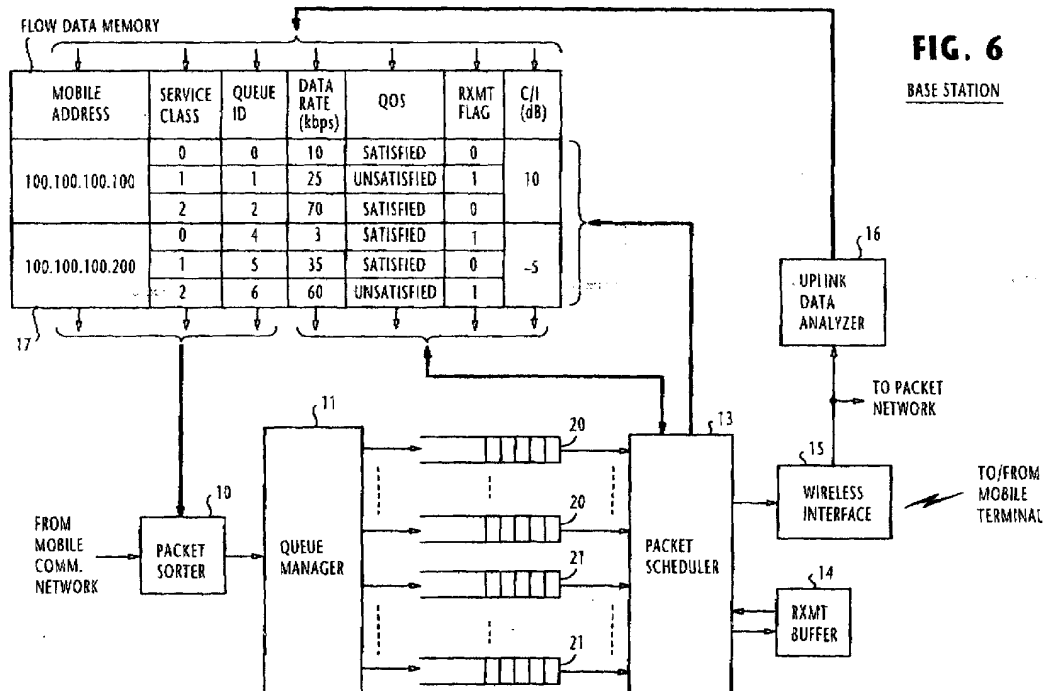 FLOW DATA MEMORY
FIG. 6
BASE STATION
MOBILE ADDRESS SERVICE CLASS QUEUE ID DATA RATE (kbps) QOS RXMT FLAG C/I (dB)
100.100.100.100 0 0 10 SATISFIED 0 10
1 1 25 UNSATISFIED 1
2 2 70 SATISFIED 0
100.100.100.200 0 4 3 SATISFIED 1 -5
1 5 35 SATISFIED 0
2 6 60 UNSATISFIED 1
17
16
UPLINK DATA ANALYZER
TO PACKET NETWORK
11
20
13
15
WIRELESS INTERFACE
TO/FROM MOBILE TERMINAL
10
FROM MOBILE COMM. NETWORK
PACKET SORTER
QUEUE MANAGER
20
PACKET SCHEDULER
21
14
RXMT BUFFER
21